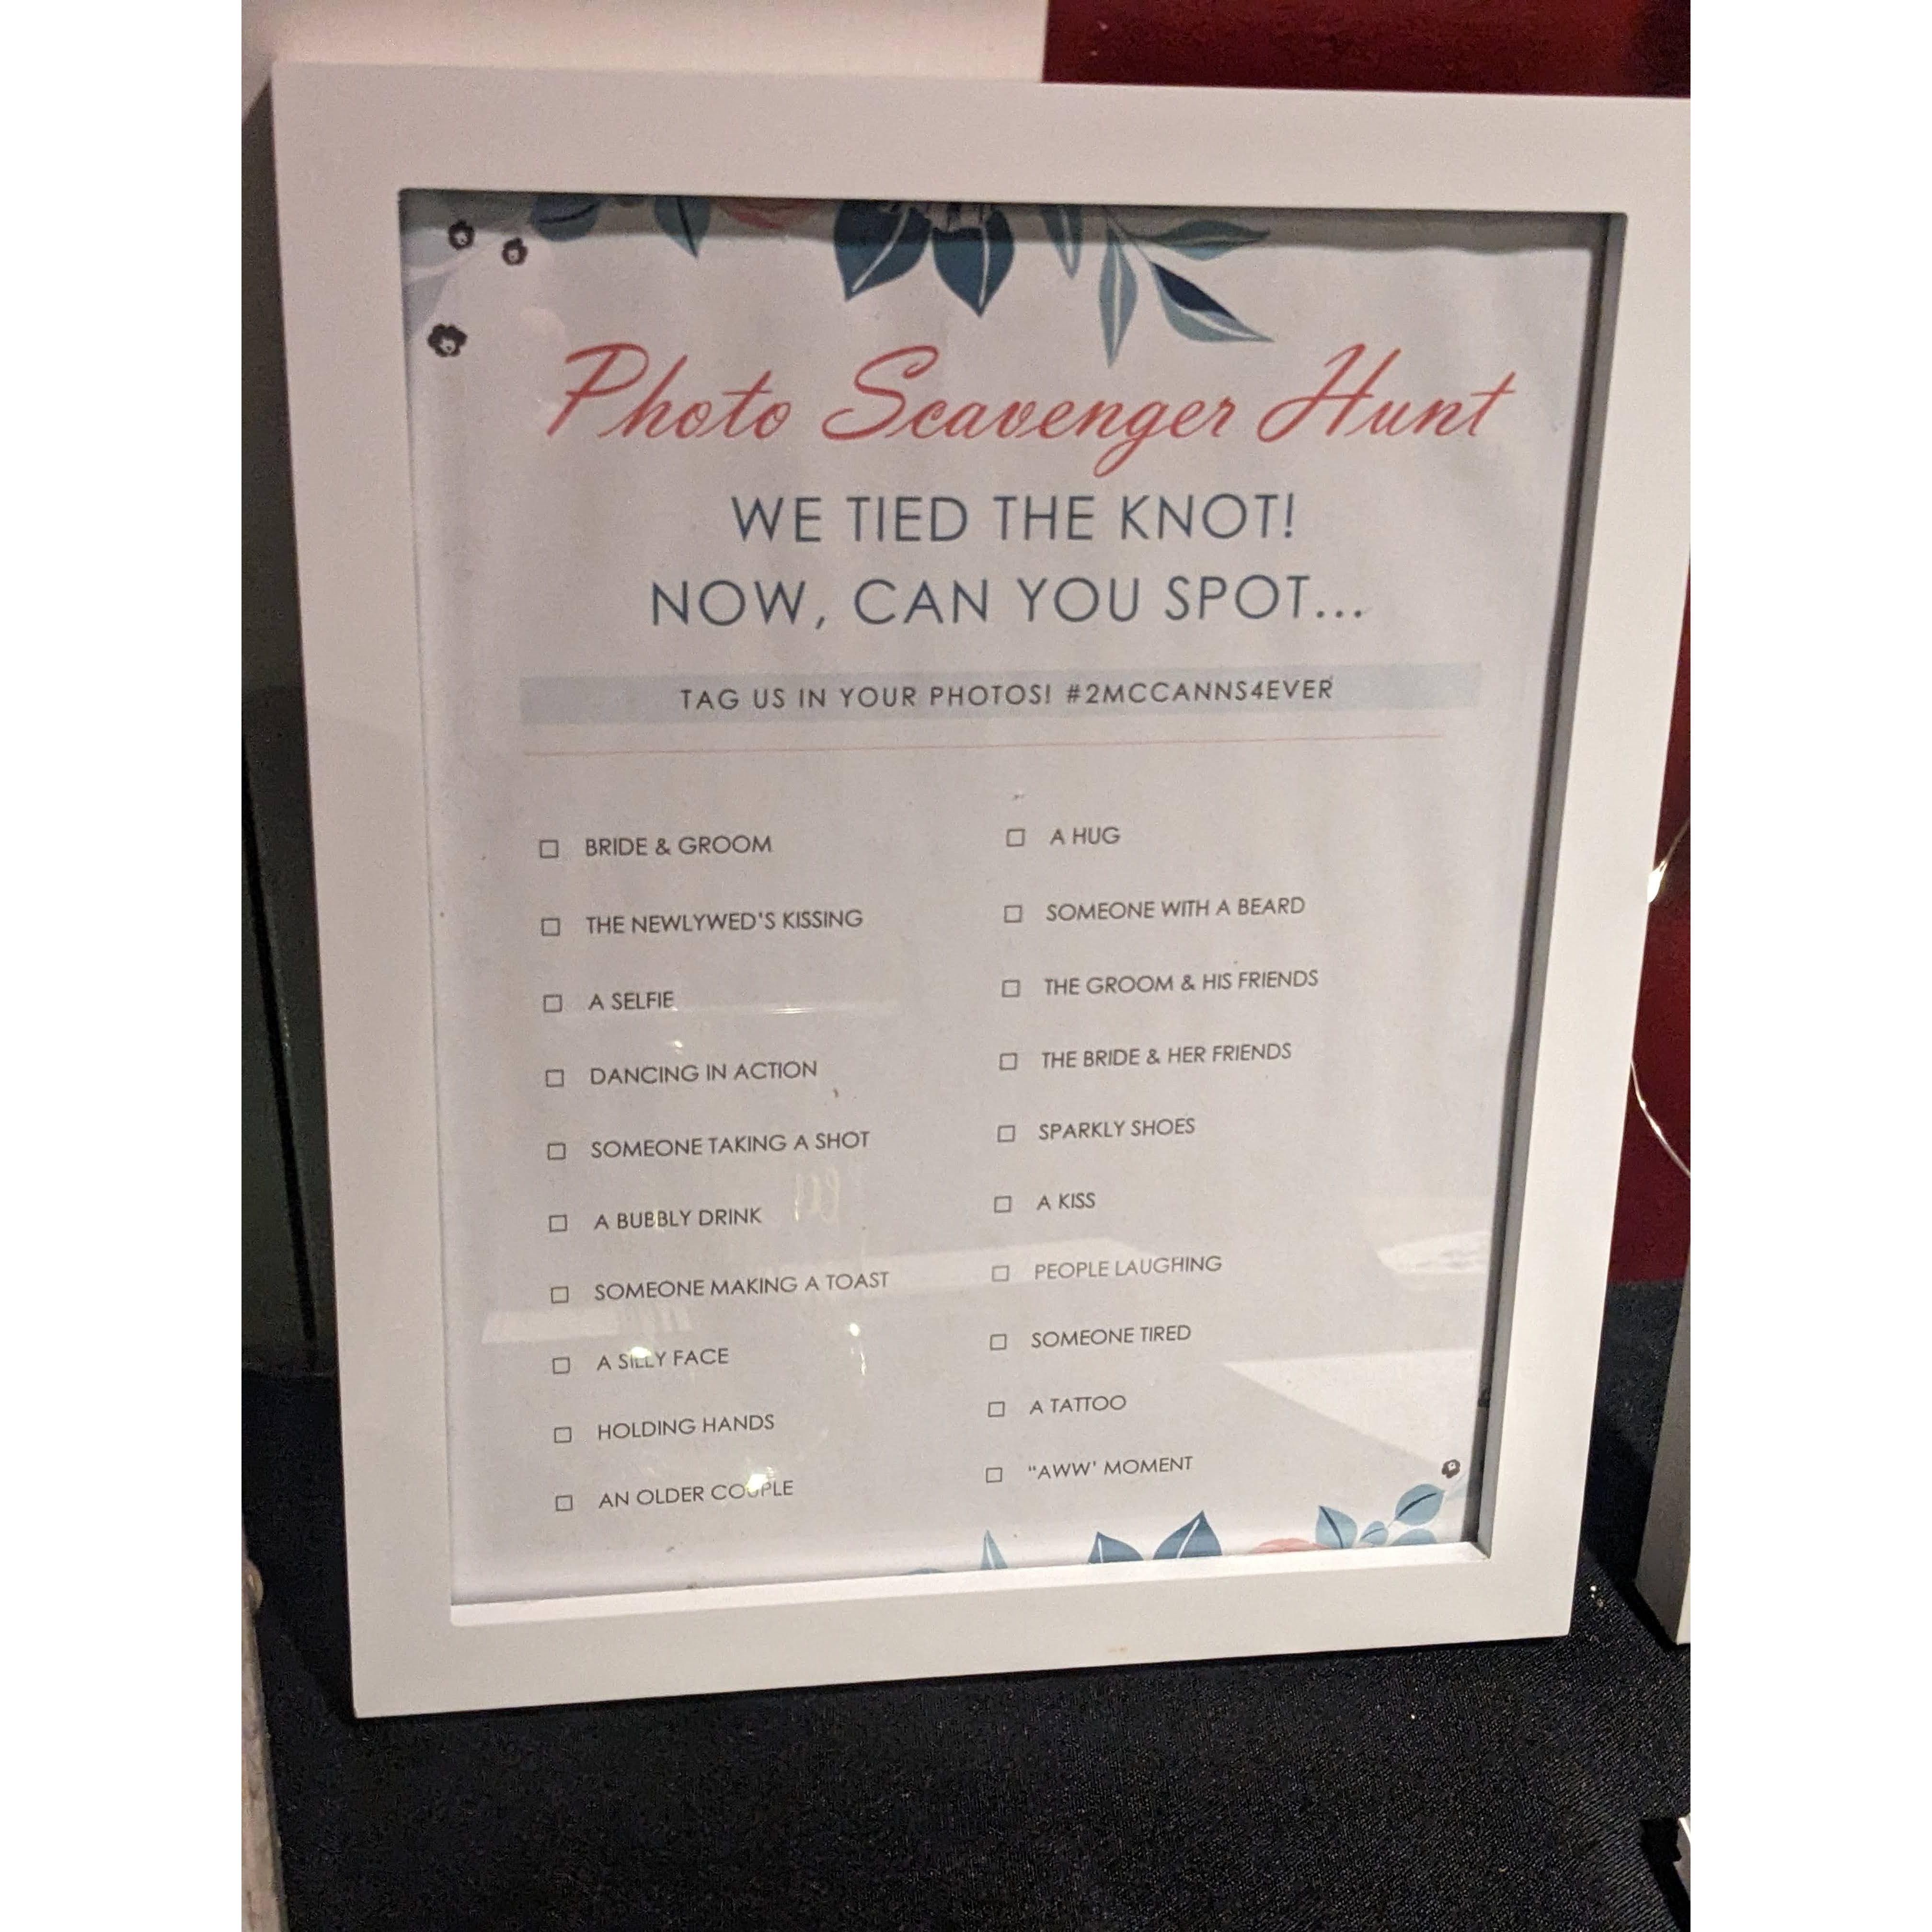 Photo Scavenger Hunt
WE TIED THE KNOT!
NOW, CAN YOU SPOT...
TAG US IN YOUR PHOTOS! #2MCCANNS4EVER
BRIDE & GROOM
THE NEWLYWED'S KISSING
A SELFIE
DANCING IN ACTION
SOMEONE TAKING A SHOT
A BUBBLY DRINK
SOMEONE MAKING A TOAST
A SILLY FACE
HOLDING HANDS
AN OLDER COUPLE
A HUG
SOMEONE WITH A BEARD
THE GROOM & HIS FRIENDS
THE BRIDE & HER FRIENDS
SPARKLY SHOES
A KISS
PEOPLE LAUGHING
SOMEONE TIRED
A TATTOO
"AWW' MOMENT